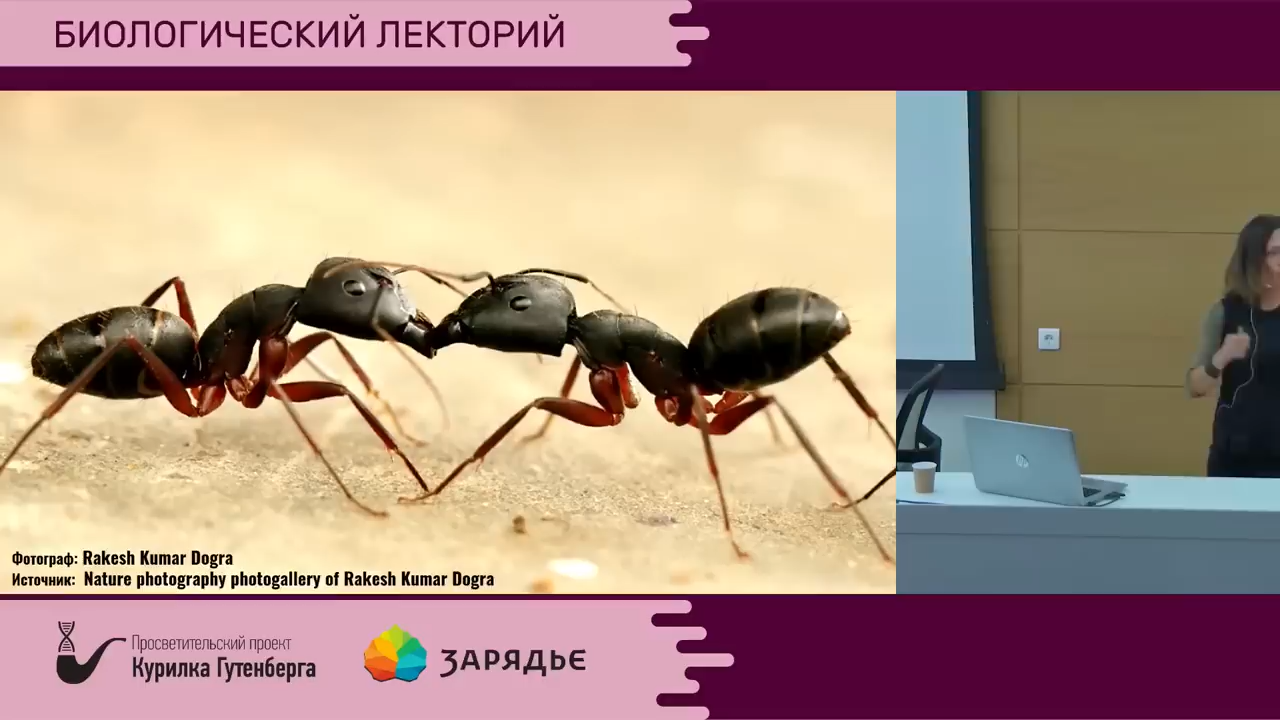 БИОЛОГИЧЕСКИЙ ЛЕКТОРИЙ
Фотограф: Rakesh Kumar Dogra
Источник: Nature photography photogallery of Rakesh Kumar Dogra
Просветительский проект
Курилка Гутенберга
ЗАРЯДЬЕ
hp